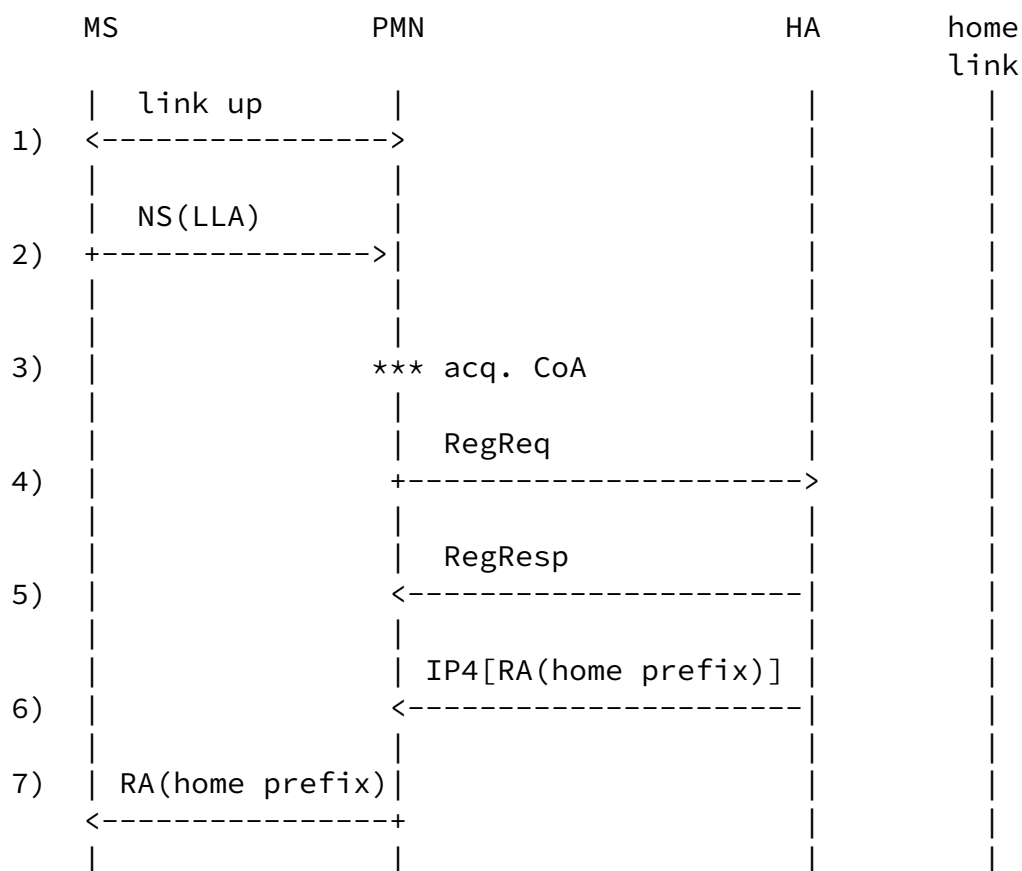 MS PMN HA home
link
link up
1) <---------------->
NS(LLA)
2) +--------------->
3) *** acq. CoA
RegReq
4) +--------------------->
RegResp
5) <---------------------
IP4[RA(home prefix)]
6) <---------------------
7) RA(home prefix)
<----------------+